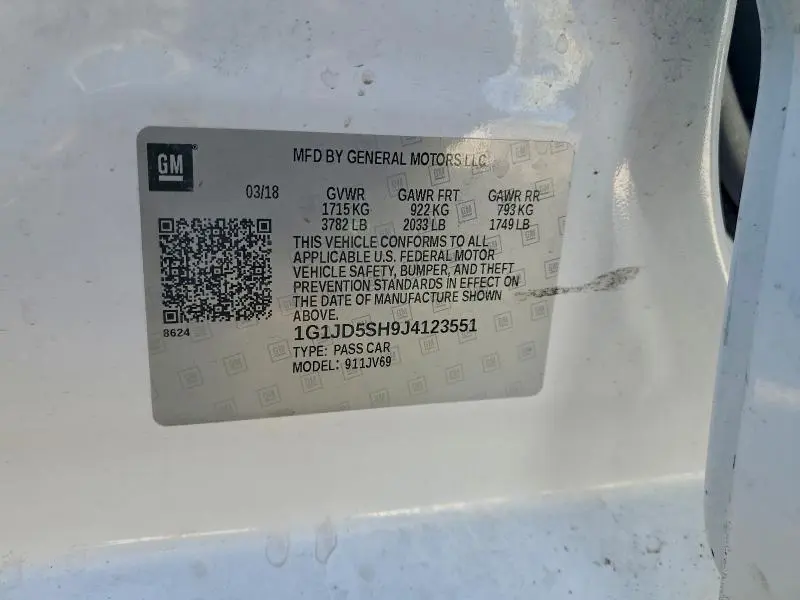 GM
MFD BY GENERAL MOTORS LLC
03/18 GVWR GAWR FRT GAWR RR
1715 KG 922 KG 793 KG
3782 LB 2033 LB 1749 LB
THIS VEHICLE CONFORMS TO ALL
APPLICABLE U.S. FEDERAL MOTOR
VEHICLE SAFETY, BUMPER, AND THEFT
PREVENTION STANDARDS IN EFFECT ON
THE DATE OF MANUFACTURE SHOWN
ABOVE.
8624
1G1JD5SH9J4123551
TYPE: PASS CAR
MODEL: 911JV69